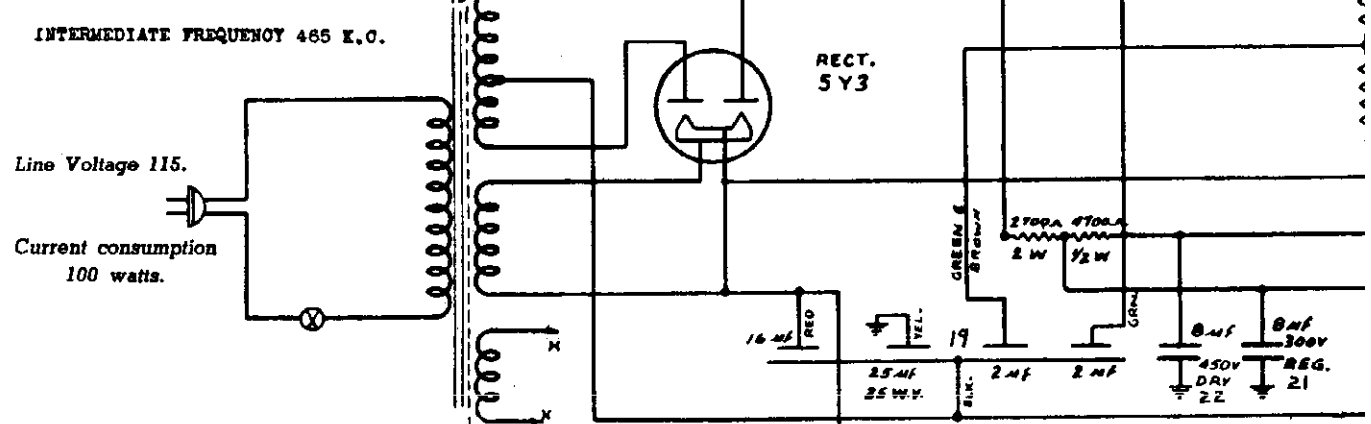 INTERMEDIATE FREQUENCY 465 K.C.
RECT.
5Y3
Line Voltage 115.
Current consumption
100 watts.
GREEN &
BROWN
2700Ω 4700Ω
2 W 1/2 W
RED
YEL.
GRN.
16 MF
19
25 MF
25 W.V.
2 MF
2 MF
BLK.
8 MF
450V
DRY
22
8 MF
300V
REG.
21
X
X